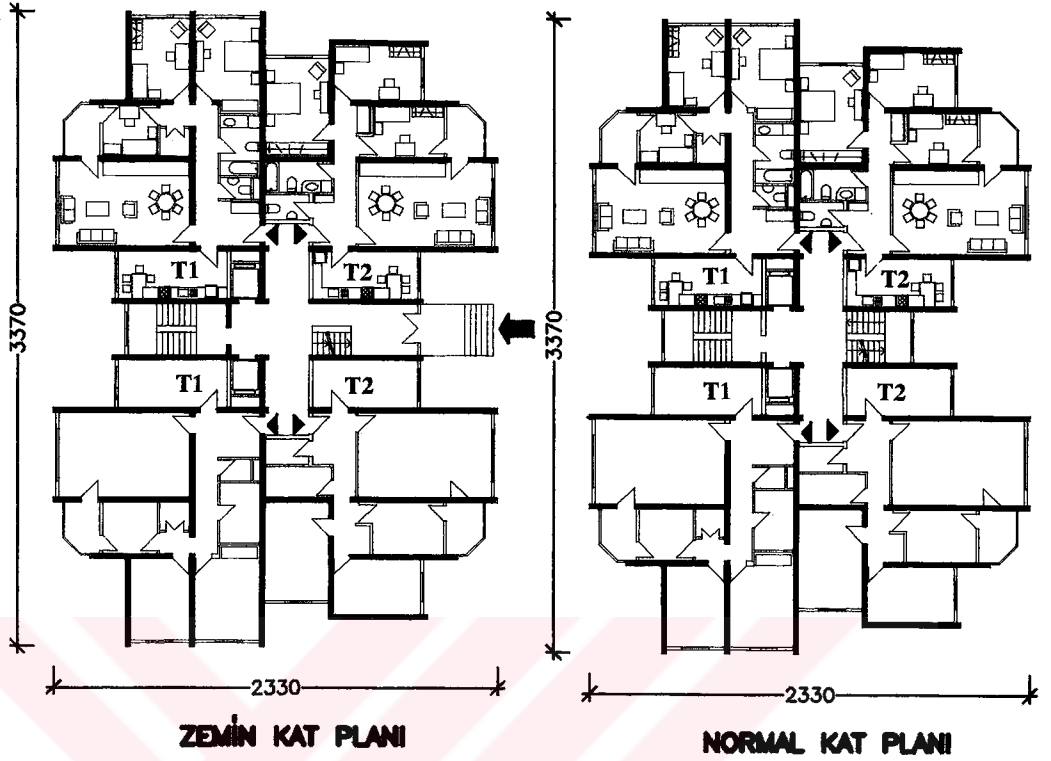 3370
T1
T2
T1
T2
2330
ZEMİN KAT PLANI
3370
T1
T2
T1
T2
2330
NORMAL KAT PLANI